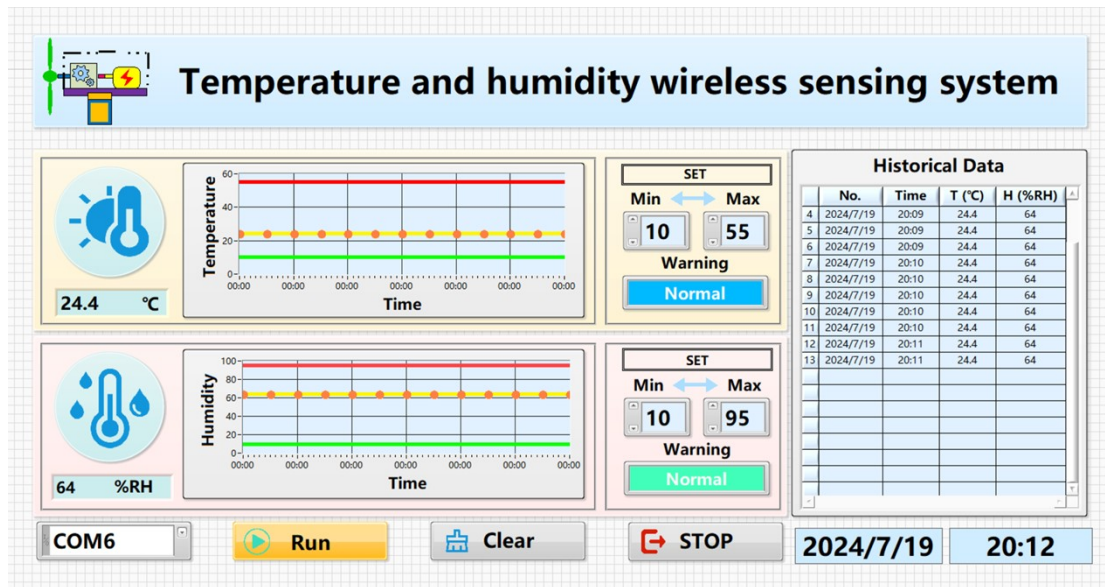 Temperature and humidity wireless sensing system
24.4 ℃
Temperature
60
40
20
0
00:00 00:00 00:00 00:00 00:00 00:00 00:00
Time
SET
Min Max
10 55
Warning
Normal
64 %RH
Humidity
100
80
60
40
20
0
00:00 00:00 00:00 00:00 00:00 00:00 00:00
Time
SET
Min Max
10 95
Warning
Normal
Historical Data
No. Time T (℃) H (%RH)
4 2024/7/19 20:09 24.4 64
5 2024/7/19 20:09 24.4 64
6 2024/7/19 20:09 24.4 64
7 2024/7/19 20:10 24.4 64
8 2024/7/19 20:10 24.4 64
9 2024/7/19 20:10 24.4 64
10 2024/7/19 20:10 24.4 64
11 2024/7/19 20:10 24.4 64
12 2024/7/19 20:11 24.4 64
13 2024/7/19 20:11 24.4 64
COM6 Run Clear STOP 2024/7/19 20:12